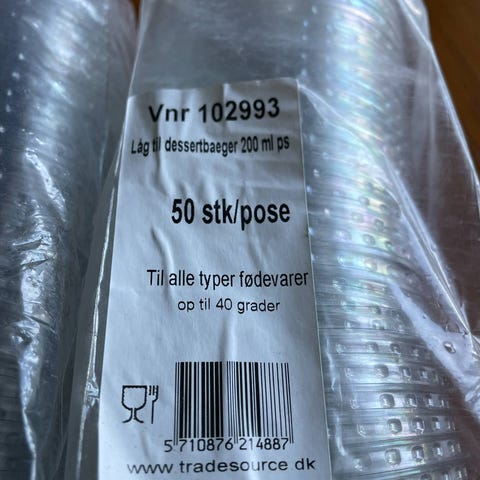 Vnr 102993
Låg til dessertbaeger 200 ml ps
50 stk/pose
Til alle typer fødevarer
op til 40 grader
5 710876 214887
www.tradesource dk